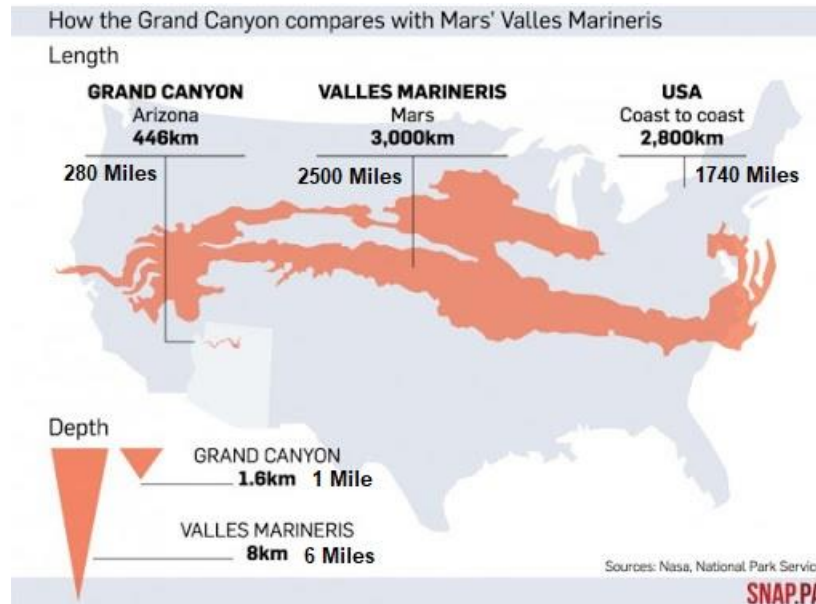 How the Grand Canyon compares with Mars' Valles Marineris
Length
GRAND CANYON
Arizona
446km
280 Miles
VALLES MARINERIS
Mars
3,000km
2500 Miles
USA
Coast to coast
2,800km
1740 Miles
Depth
GRAND CANYON
1.6km 1 Mile
VALLES MARINERIS
8km 6 Miles
Sources: Nasa, National Park Servic
SNAP.PA